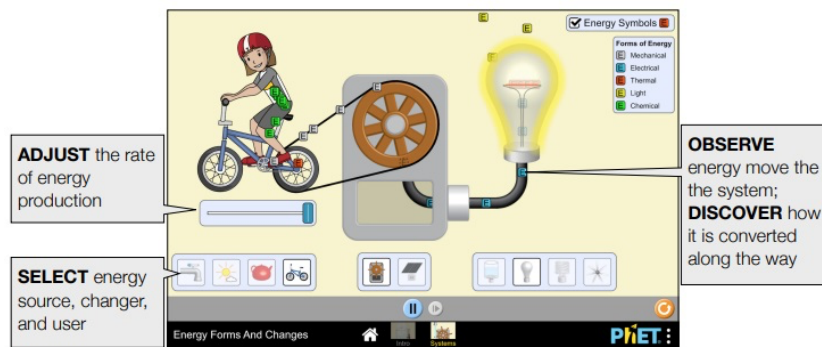 Energy Symbols E
Forms of Energy
E Mechanical
E Electrical
E Thermal
E Light
E Chemical
ADJUST the rate
of energy
production
SELECT energy
source, changer,
and user
OBSERVE
energy move the
the system;
DISCOVER how
it is converted
along the way
Energy Forms And Changes
Intro
Systems
PhET